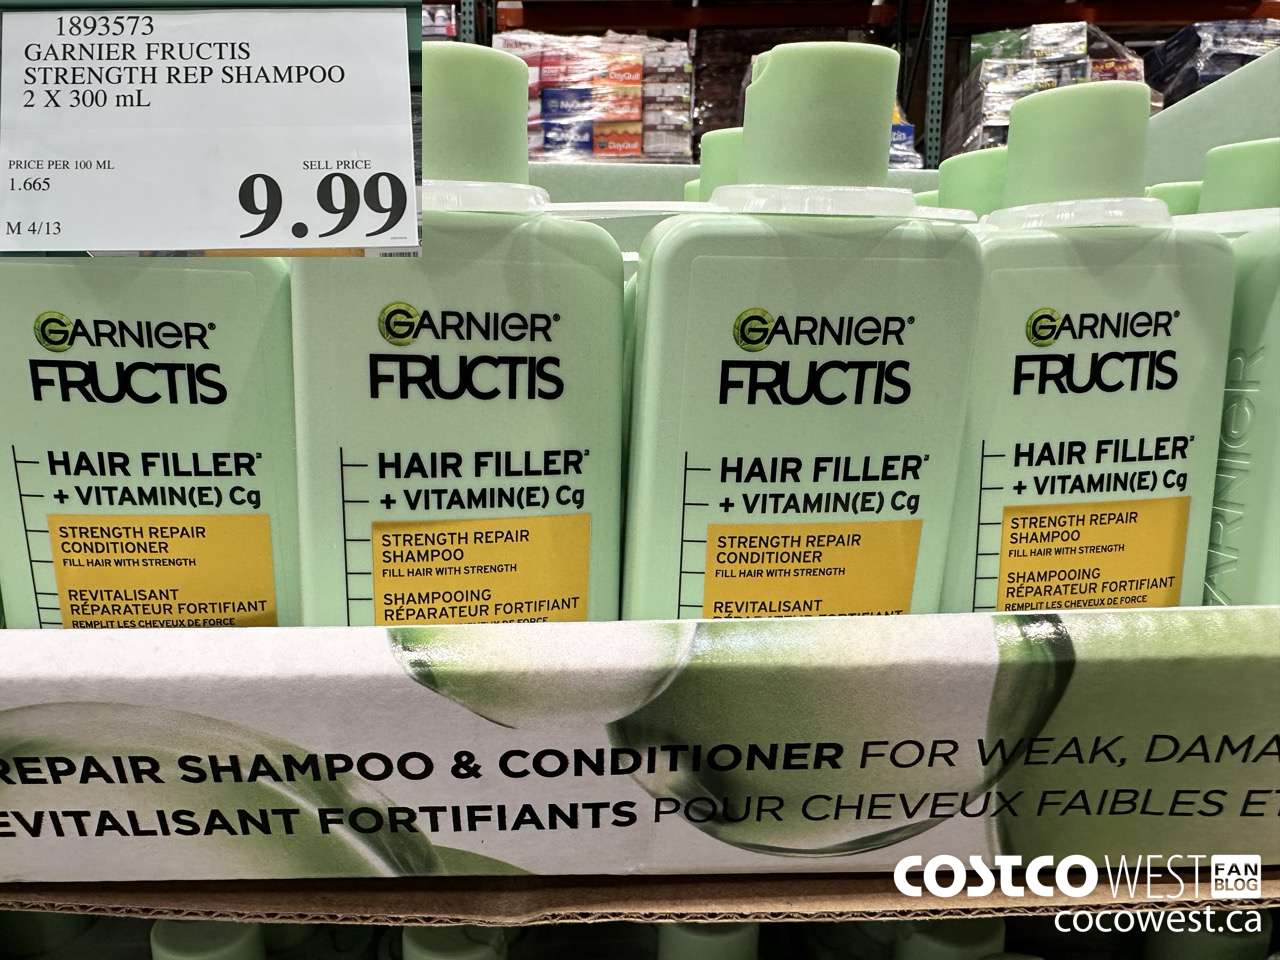 1893573
GARNIER FRUCTIS
STRENGTH REP SHAMPOO
2 X 300 mL
PRICE PER 100 ML
1.665
SELL PRICE
9.99
M 4/13
NyQuil
DayQuil
DayQuil
GARNIER®
FRUCTIS
HAIR FILLER
+ VITAMIN(E) Cg
STRENGTH REPAIR
CONDITIONER
FILL HAIR WITH STRENGTH
REVITALISANT
RÉPARATEUR FORTIFIANT
REMPLIT LES CHEVEUX DE FORCE
GARNIER®
FRUCTIS
HAIR FILLER
+ VITAMIN(E) Cg
STRENGTH REPAIR
SHAMPOO
FILL HAIR WITH STRENGTH
SHAMPOOING
RÉPARATEUR FORTIFIANT
GARNIER®
FRUCTIS
HAIR FILLER
+ VITAMIN(E) Cg
STRENGTH REPAIR
CONDITIONER
FILL HAIR WITH STRENGTH
REVITALISANT
GARNIER®
FRUCTIS
HAIR FILLER
+ VITAMIN(E) Cg
STRENGTH REPAIR
SHAMPOO
FILL HAIR WITH STRENGTH
SHAMPOOING
RÉPARATEUR FORTIFIANT
REMPLIT LES CHEVEUX DE FORCE
GARNIER
REPAIR SHAMPOO & CONDITIONER FOR WEAK, DAMA
EVITALISANT FORTIFIANTS POUR CHEVEUX FAIBLES ET
COSTCO WEST FAN BLOG
cocowest.ca